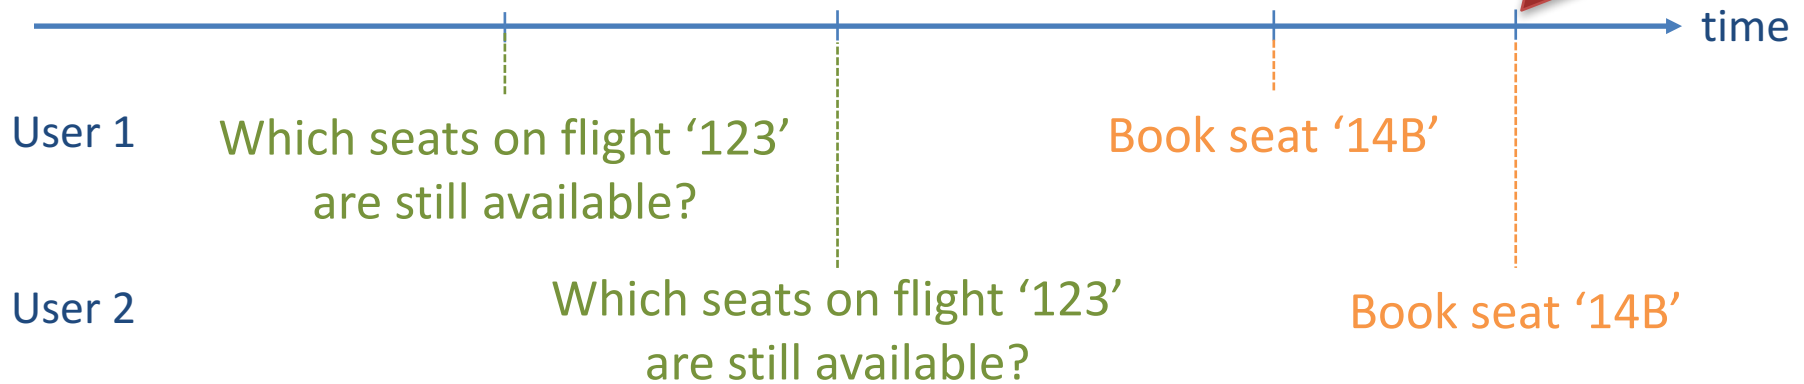 time
User 1
Which seats on flight ‘123’
are still available?
Book seat ‘14B’
User 2
Which seats on flight ‘123’
are still available?
Book seat ‘14B’